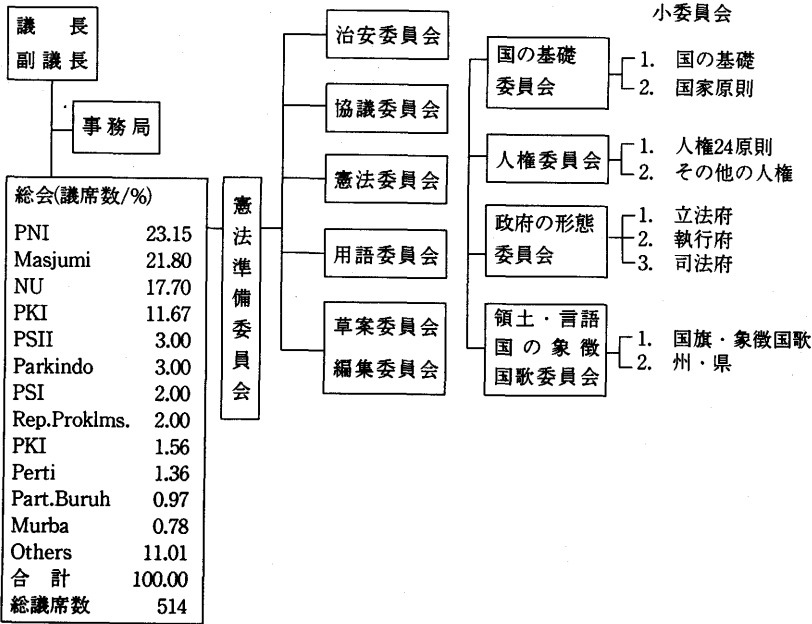 議 長
副議長
事務局
総会(議席数/%)
PNI 23.15
Masjumi 21.80
NU 17.70
PKI 11.67
PSII 3.00
Parkindo 3.00
PSI 2.00
Rep.Proklms. 2.00
PKI 1.56
Perti 1.36
Part.Buruh 0.97
Murba 0.78
Others 11.01
合 計 100.00
総議席数 514
憲法準備委員会
治安委員会
協議委員会
憲法委員会
用語委員会
草案委員会
編集委員会
小委員会
国の基礎
委員会
1. 国の基礎
2. 国家原則
人権委員会
1. 人権24原則
2. その他の人権
政府の形態
委員会
1. 立法府
2. 執行府
3. 司法府
領土・言語
国の象徴
国歌委員会
1. 国旗・象徴国歌
2. 州・県